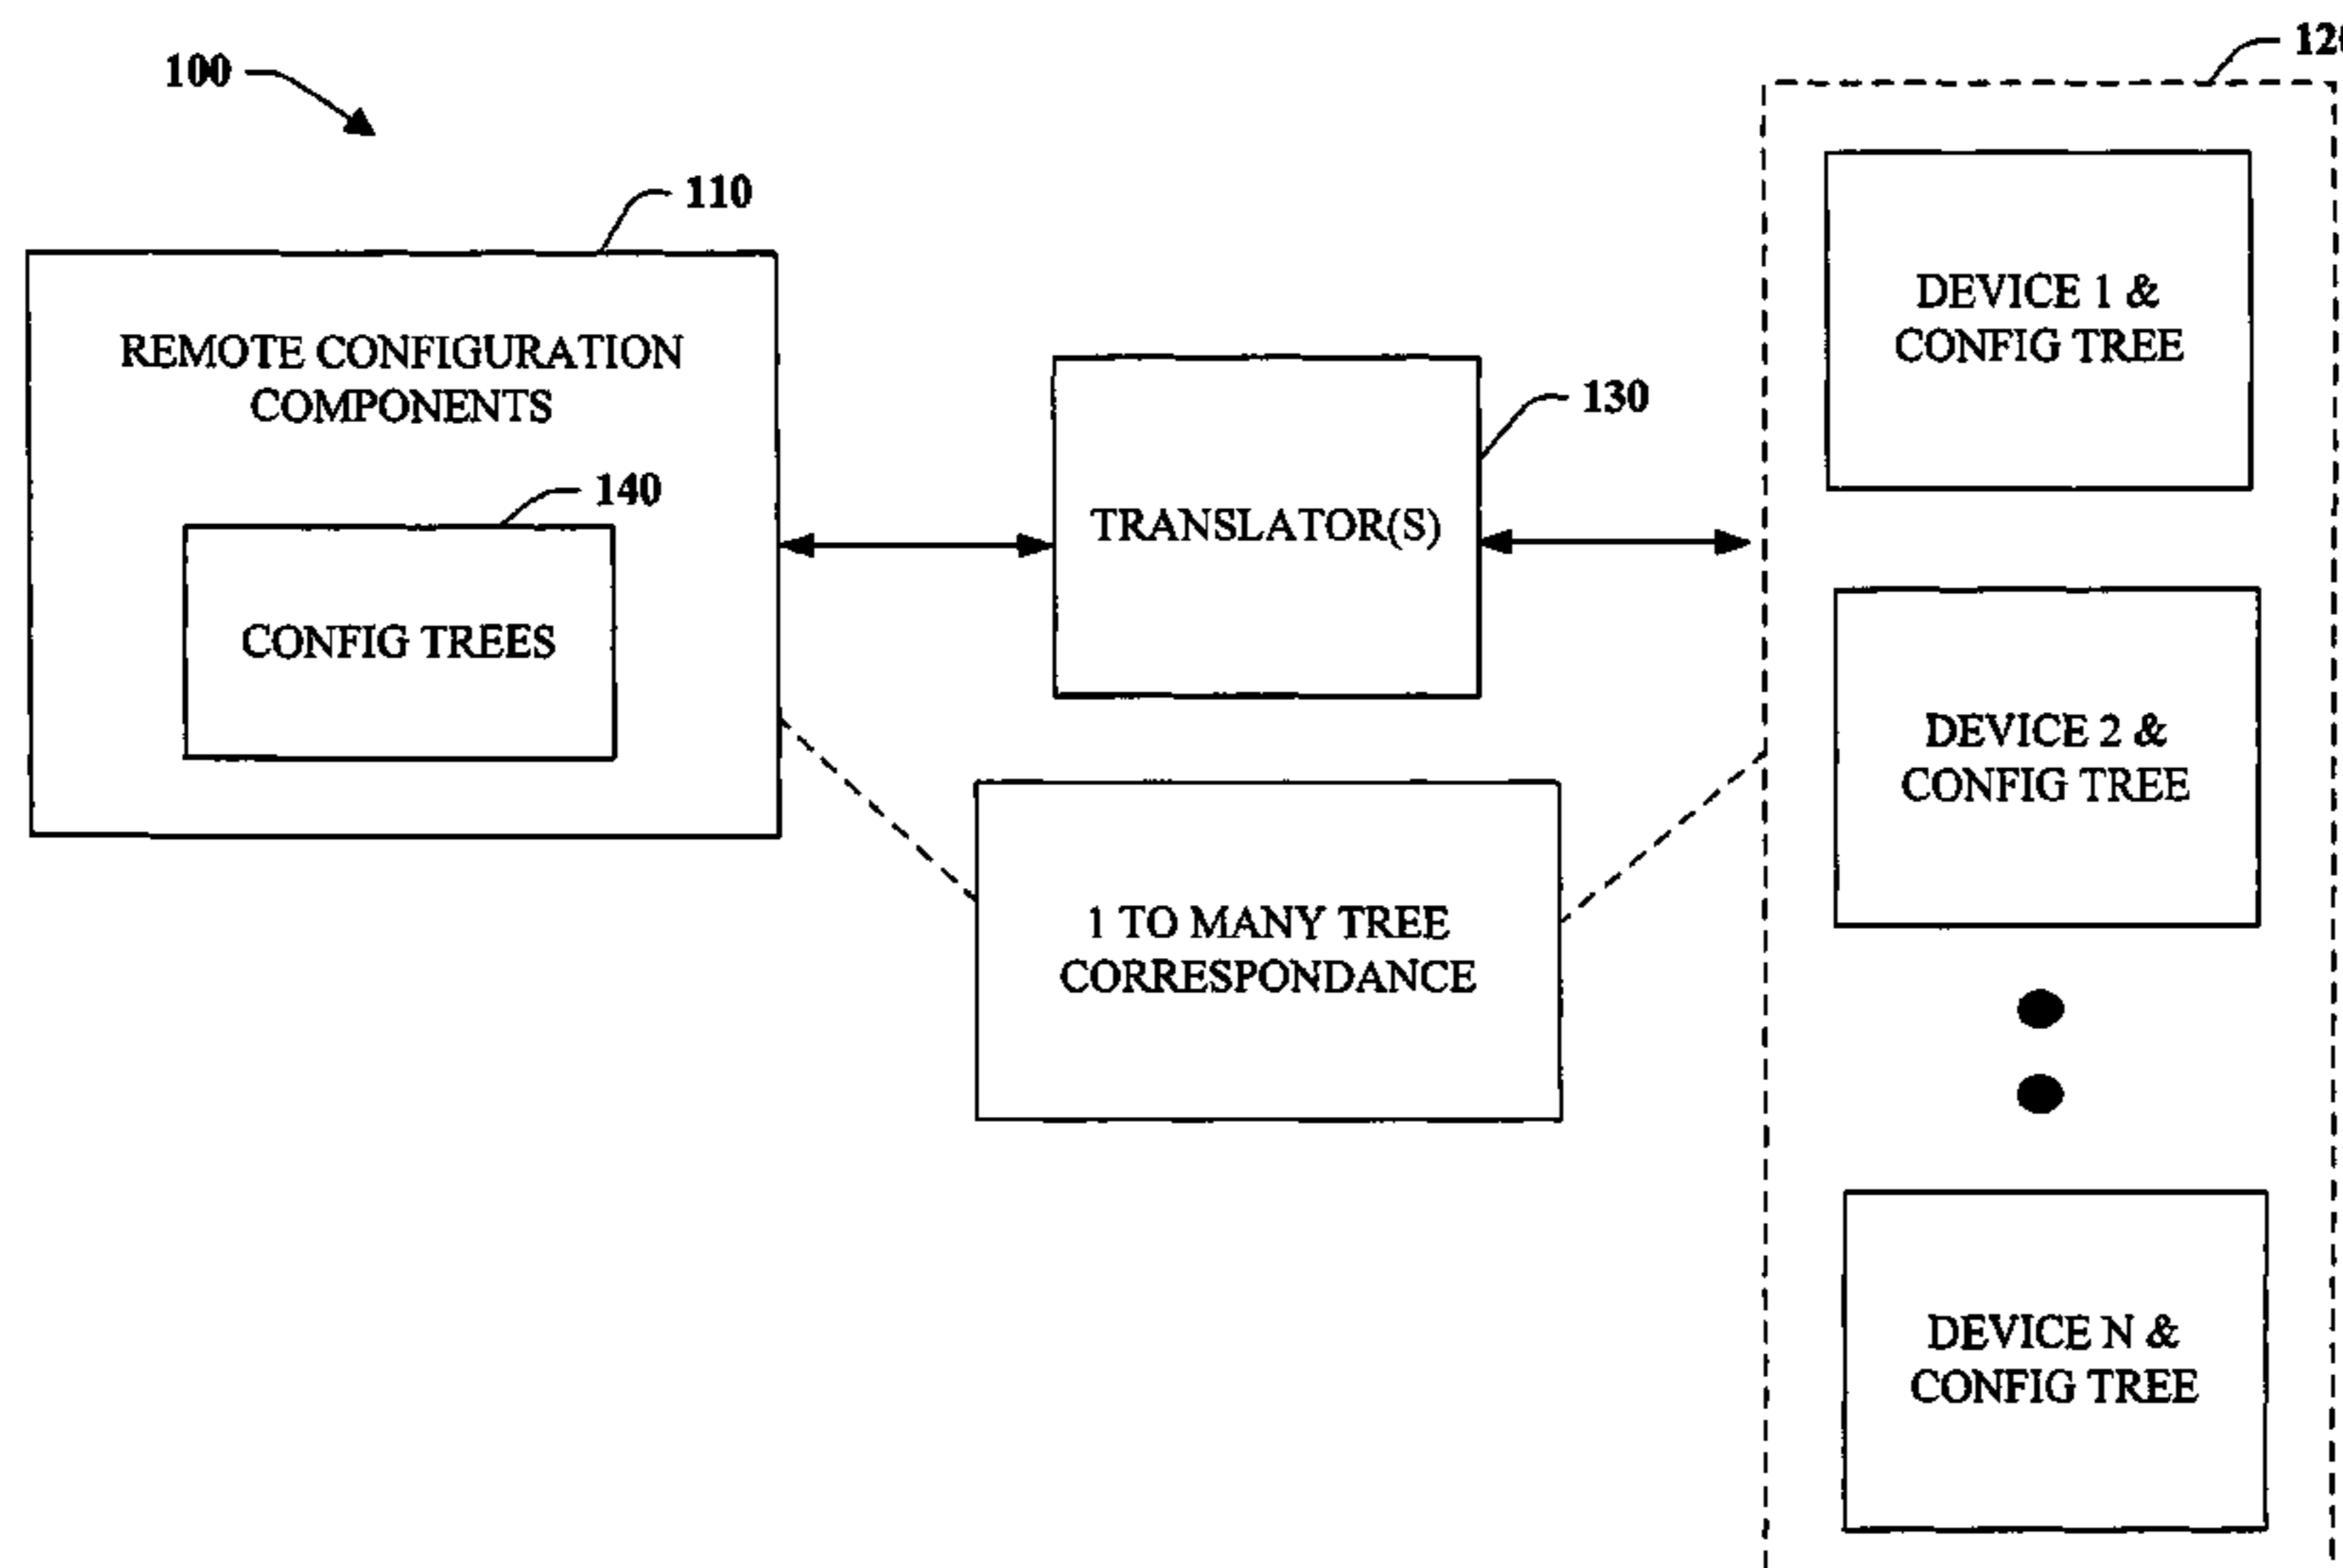 100
120
110
REMOTE CONFIGURATION
COMPONENTS
140
CONFIG TREES
130
TRANSLATOR(S)
1 TO MANY TREE
CORRESPONDANCE
DEVICE 1 &
CONFIG TREE
DEVICE 2 &
CONFIG TREE
DEVICE N &
CONFIG TREE